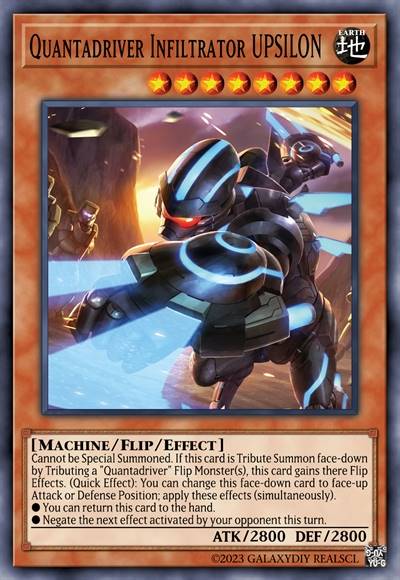 QUANTADRIVER INFILTRATOR UPSILON
EARTH
地
[MACHINE/FLIP/EFFECT]
Cannot be Special Summoned. If this card is Tribute Summon face-down
by Tributing a "Quantadriver" Flip Monster(s), this card gains there Flip
Effects. (Quick Effect): You can change this face-down card to face-up
Attack or Defense Position; apply these effects (simultaneously).
● You can return this card to the hand.
● Negate the next effect activated by your opponent this turn.
ATK/2800 DEF/2800
©2023 GALAXYDIY REALSCL